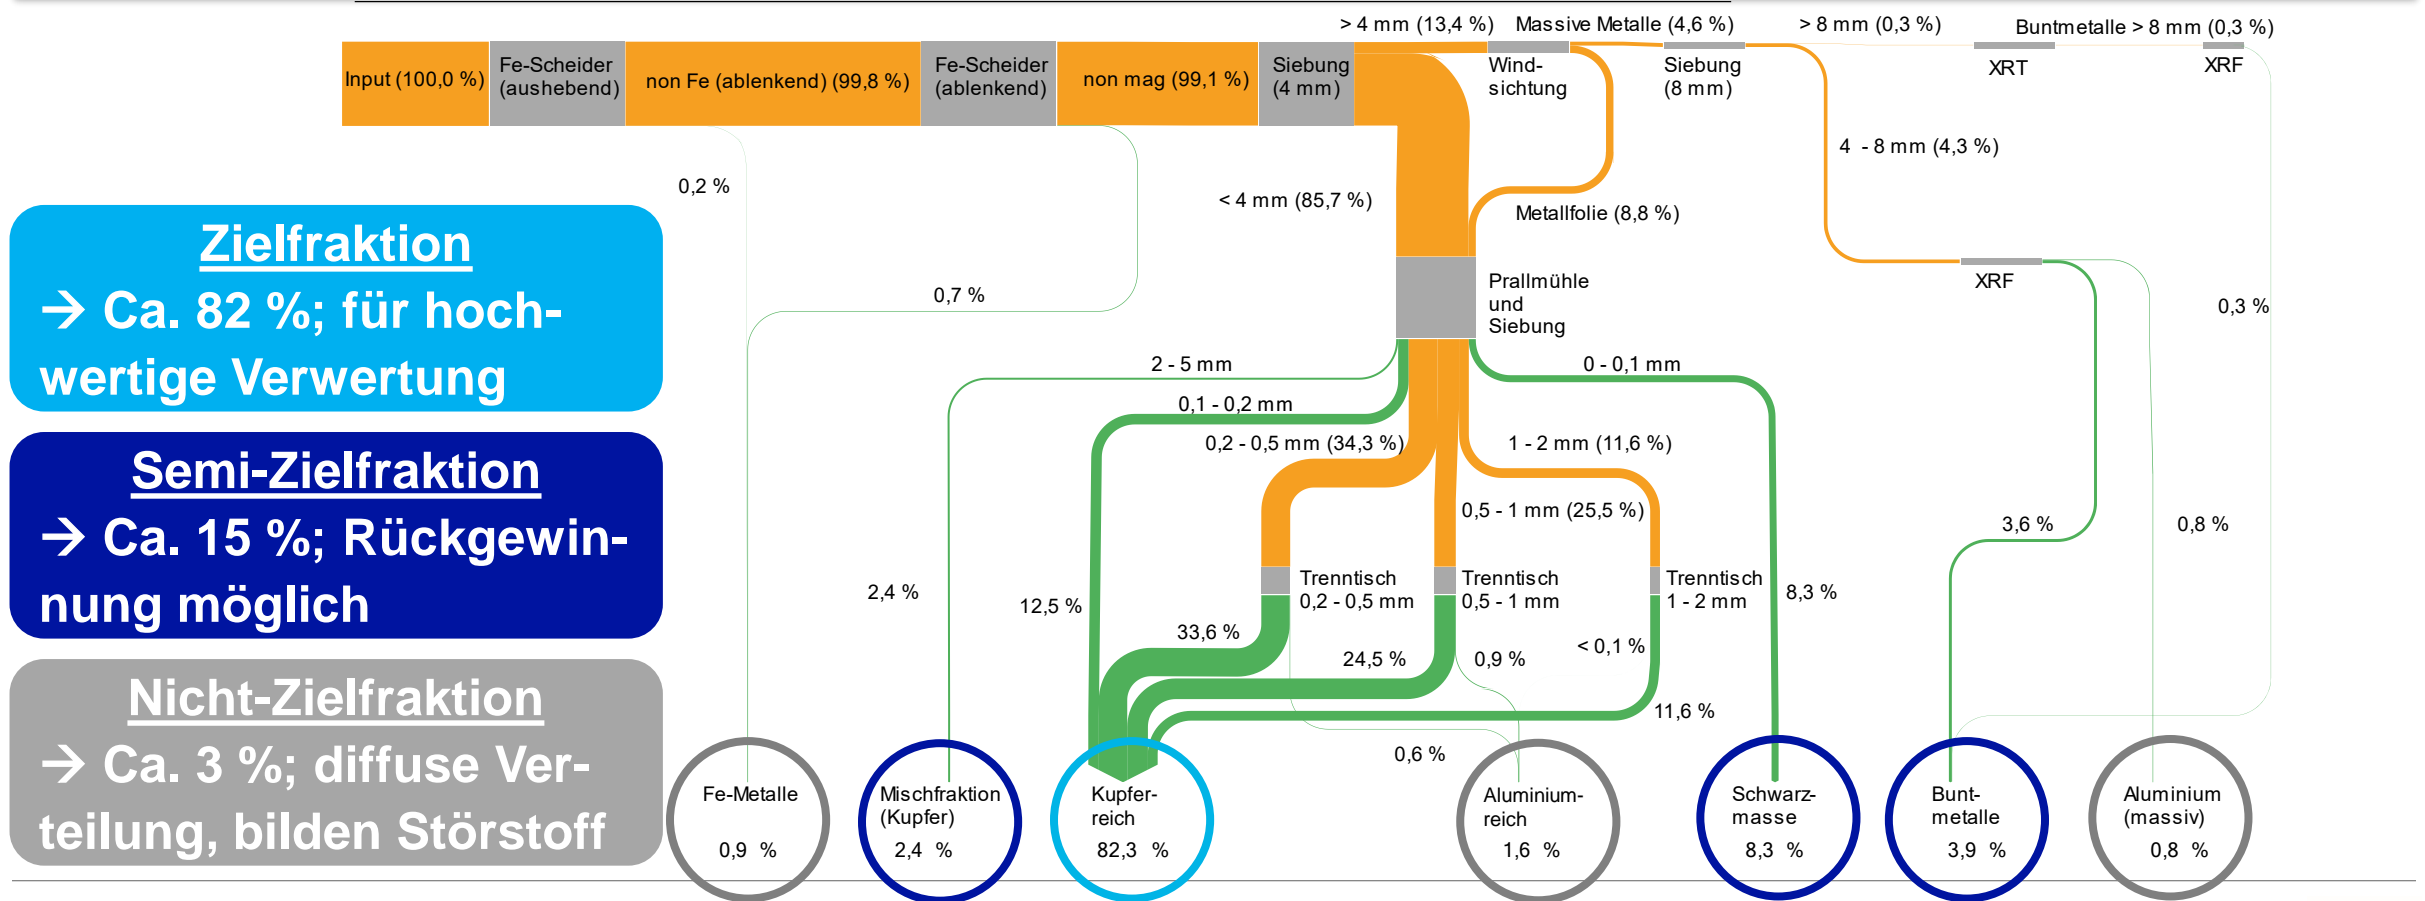 > 4 mm (13,4 %)
Massive Metalle (4,6 %)
> 8 mm (0,3 %)
Buntmetalle > 8 mm (0,3 %)
Input (100,0 %)
Fe-Scheider
(aushebend)
non Fe (ablenkend) (99,8 %)
Fe-Scheider
(ablenkend)
non mag (99,1 %)
Siebung
(4 mm)
Wind-
sichtung
Siebung
(8 mm)
XRT
XRF
4 - 8 mm (4,3 %)
0,2 %
< 4 mm (85,7 %)
Metallfolie (8,8 %)
Zielfraktion
→ Ca. 82 %; für hoch-
wertige Verwertung
0,7 %
Prallmühle
und
Siebung
XRF
0,3 %
2 - 5 mm
0 - 0,1 mm
0,1 - 0,2 mm
0,2 - 0,5 mm (34,3 %)
1 - 2 mm (11,6 %)
Semi-Zielfraktion
→ Ca. 15 %; Rückgewin-
nung möglich
0,5 - 1 mm (25,5 %)
3,6 %
0,8 %
Trenntisch
0,2 - 0,5 mm
Trenntisch
0,5 - 1 mm
Trenntisch
1 - 2 mm
2,4 %
12,5 %
8,3 %
33,6 %
24,5 %
0,9 %
< 0,1 %
11,6 %
0,6 %
Nicht-Zielfraktion
→ Ca. 3 %; diffuse Ver-
teilung, bilden Störstoff
Fe-Metalle
0,9 %
Mischfraktion
(Kupfer)
2,4 %
Kupfer-
reich
82,3 %
Aluminium-
reich
1,6 %
Schwarz-
masse
8,3 %
Bunt-
metalle
3,9 %
Aluminium
(massiv)
0,8 %